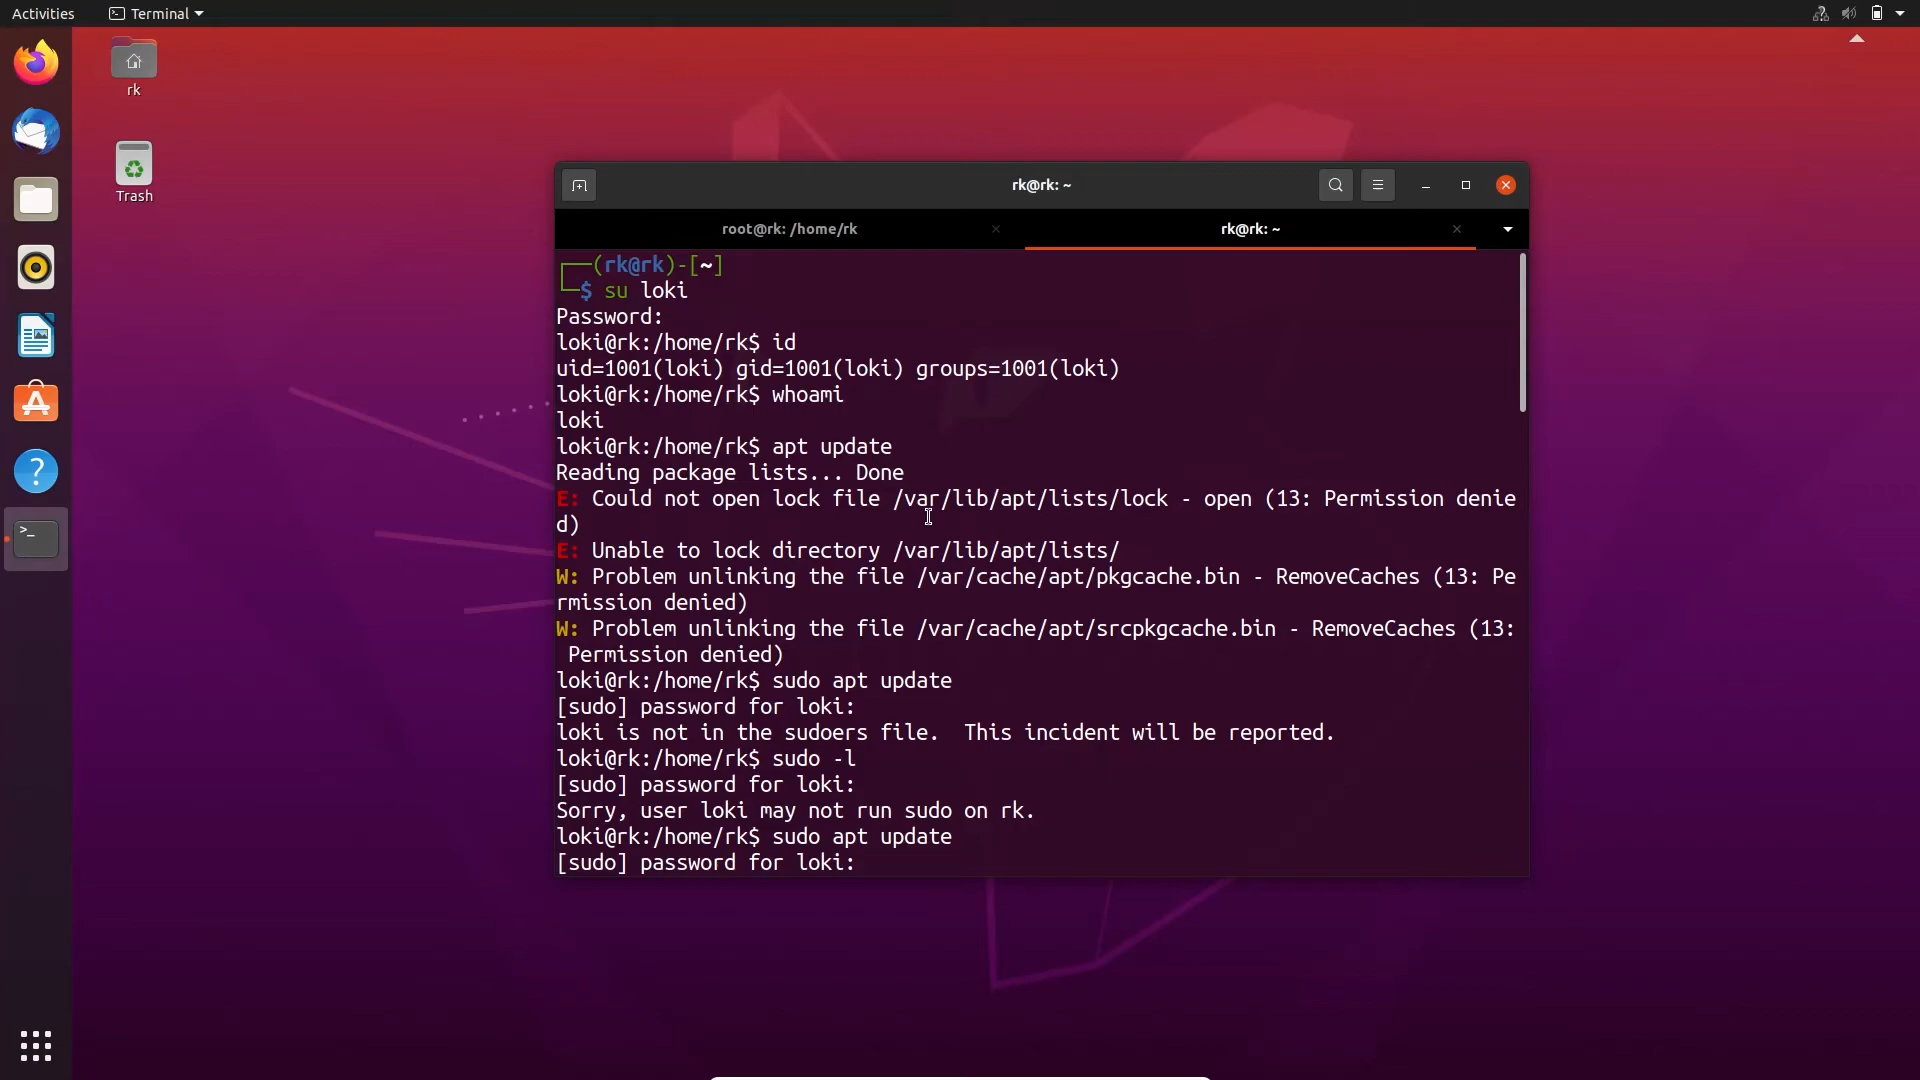 Activities
Terminal
rk
Trash
rk@rk: ~
root@rk: /home/rk
rk@rk: ~
┌──(rk@rk)-[~]
└─$ su loki
Password:
loki@rk:/home/rk$ id
uid=1001(loki) gid=1001(loki) groups=1001(loki)
loki@rk:/home/rk$ whoami
loki
loki@rk:/home/rk$ apt update
Reading package lists... Done
E: Could not open lock file /var/lib/apt/lists/lock - open (13: Permission denie
d)
E: Unable to lock directory /var/lib/apt/lists/
W: Problem unlinking the file /var/cache/apt/pkgcache.bin - RemoveCaches (13: Pe
rmission denied)
W: Problem unlinking the file /var/cache/apt/srcpkgcache.bin - RemoveCaches (13:
 Permission denied)
loki@rk:/home/rk$ sudo apt update
[sudo] password for loki:
loki is not in the sudoers file.  This incident will be reported.
loki@rk:/home/rk$ sudo -l
[sudo] password for loki:
Sorry, user loki may not run sudo on rk.
loki@rk:/home/rk$ sudo apt update
[sudo] password for loki: